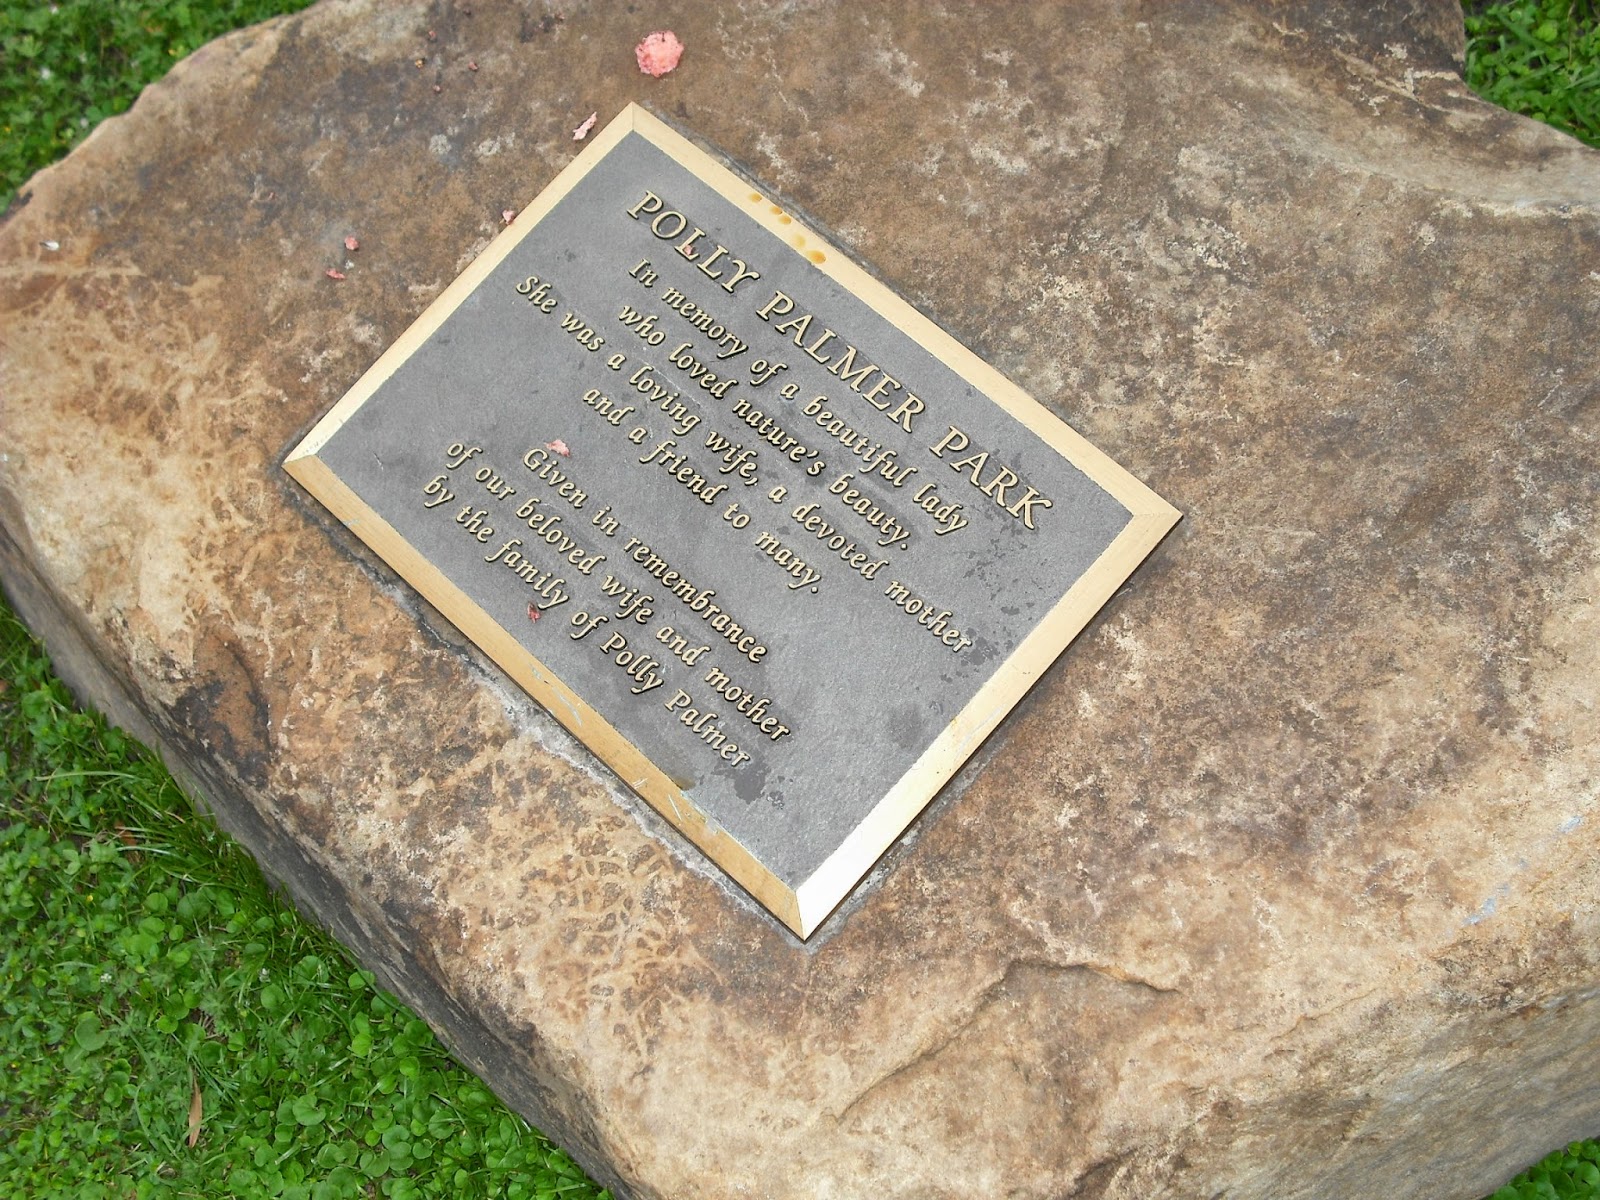 POLLY PALMER PARK
In memory of a beautiful lady
who loved nature's beauty.
She was a loving wife, a devoted mother
and a friend to many.
Given in remembrance
of our beloved wife and mother
by the family of Polly Palmer